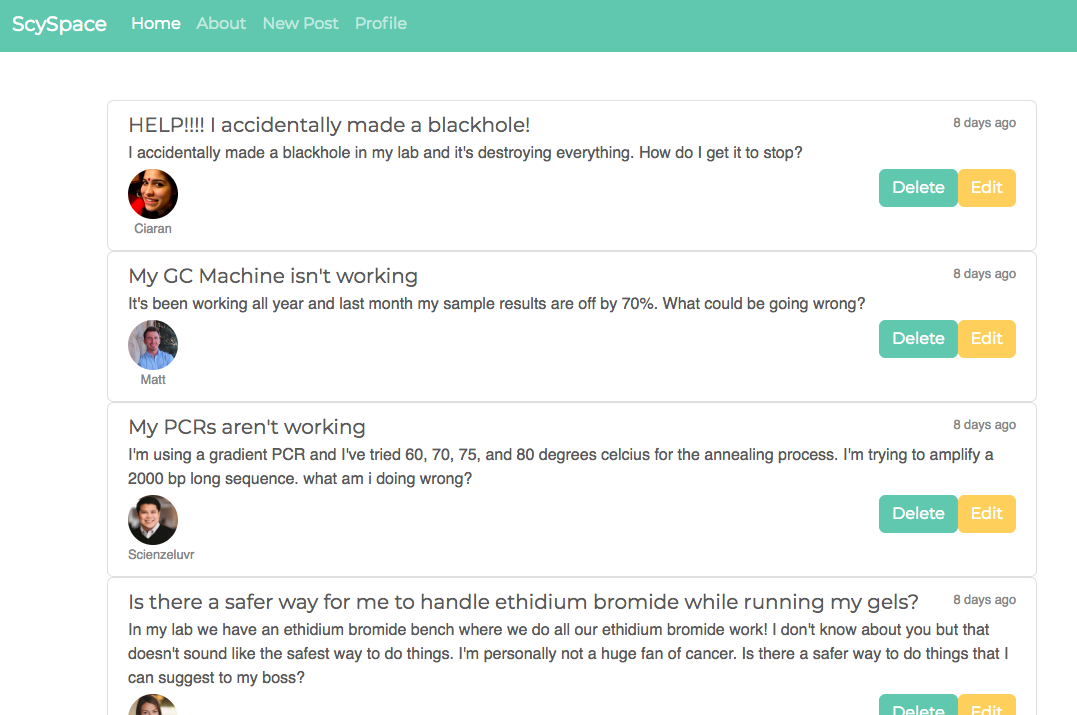 ScySpace Home About New Post Profile
HELP!!!! I accidentally made a blackhole! 8 days ago
I accidentally made a blackhole in my lab and it's destroying everything. How do I get it to stop?
Delete Edit
Ciaran
My GC Machine isn't working 8 days ago
It's been working all year and last month my sample results are off by 70%. What could be going wrong?
Delete Edit
Matt
My PCRs aren't working 8 days ago
I'm using a gradient PCR and I've tried 60, 70, 75, and 80 degrees celcius for the annealing process. I'm trying to amplify a
2000 bp long sequence. what am i doing wrong?
Delete Edit
Scienzeluvr
Is there a safer way for me to handle ethidium bromide while running my gels? 8 days ago
In my lab we have an ethidium bromide bench where we do all our ethidium bromide work! I don't know about you but that
doesn't sound like the safest way to do things. I'm personally not a huge fan of cancer. Is there a safer way to do things that I
can suggest to my boss?
Delete Edit